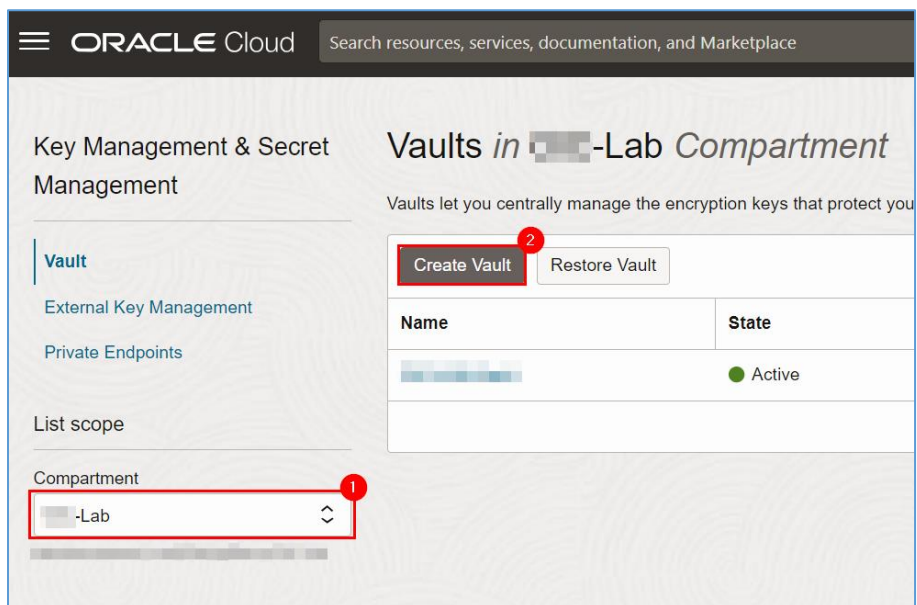 ORACLE Cloud
Search resources, services, documentation, and Marketplace
Key Management & Secret
Management
Vault
External Key Management
Private Endpoints
List scope
Compartment
1
-Lab
Vaults in -Lab Compartment
Vaults let you centrally manage the encryption keys that protect you
2
Create Vault
Restore Vault
Name
State
Active